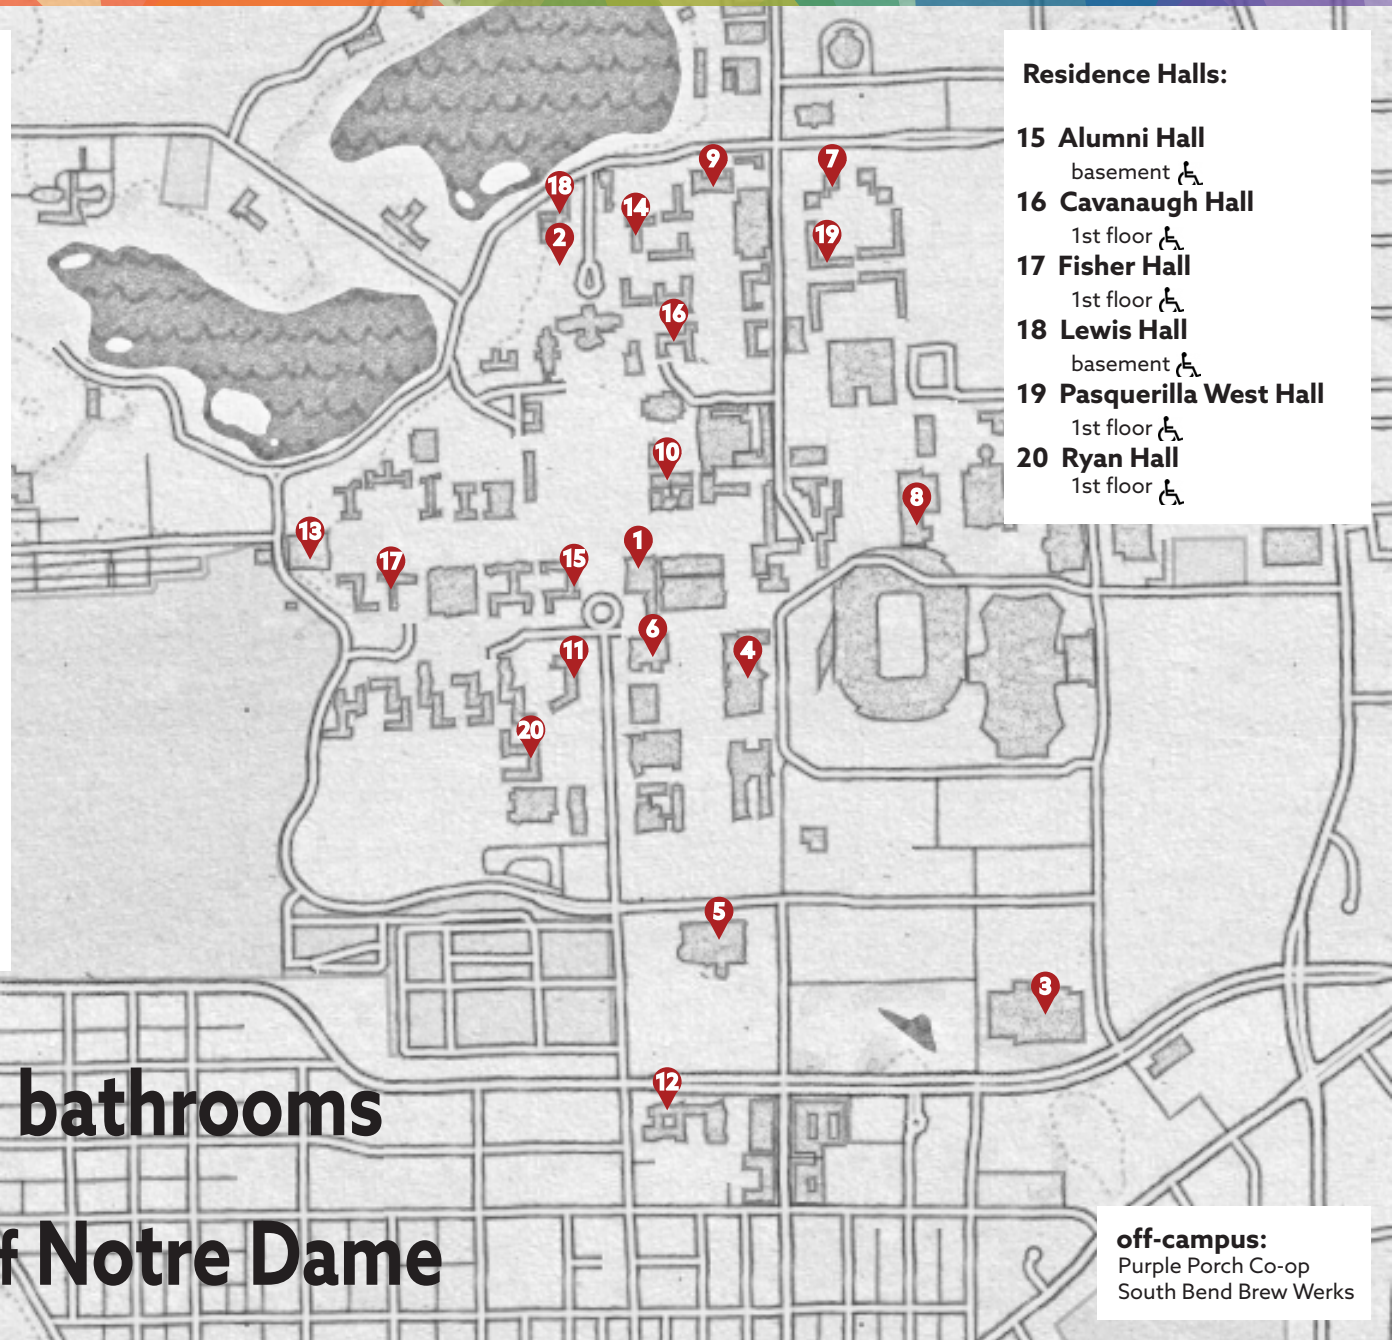 Residence Halls:
15 Alumni Hall
basement
16 Cavanaugh Hall
1st floor
17 Fisher Hall
1st floor
18 Lewis Hall
basement
19 Pasquerilla West Hall
1st floor
20 Ryan Hall
1st floor
9
7
18
14
2
19
16
10
8
13
1
15
17
6
11
4
20
5
3
12
bathrooms
f Notre Dame
off-campus:
Purple Porch Co-op
South Bend Brew Werks